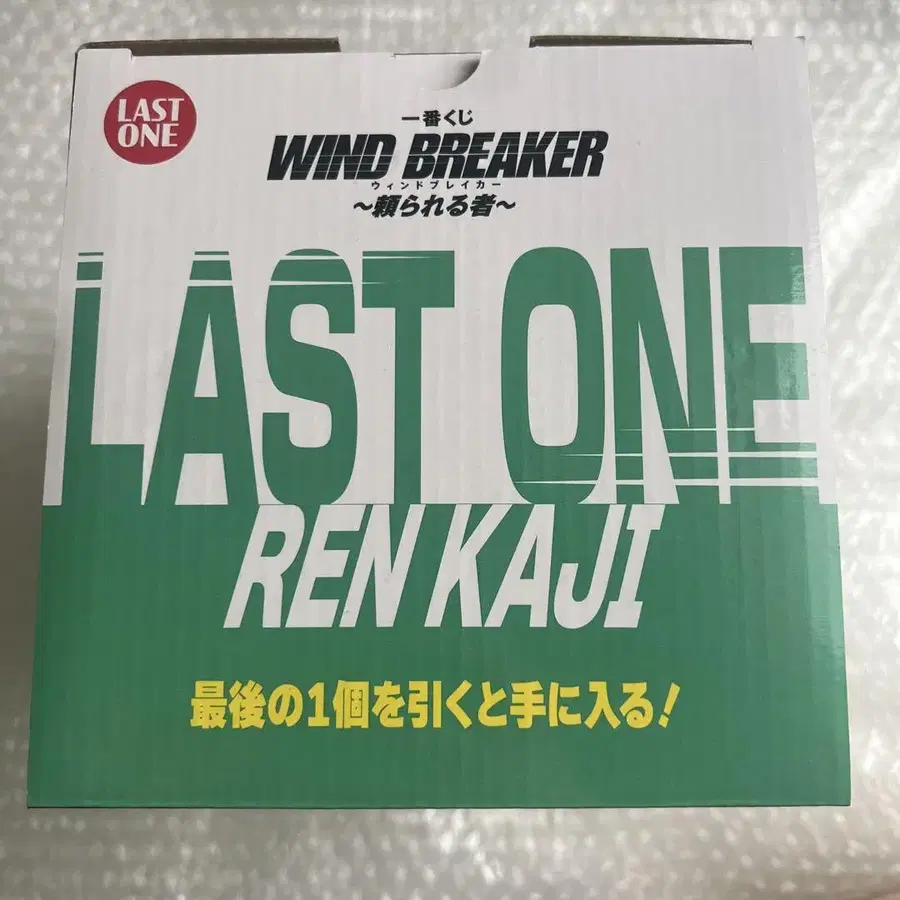 LAST
ONE
一番くじ
WIND BREAKER
ウィンドブレイカー
～頼られる者～
LAST ONE
REN KAJI
最後の1個を引くと手に入る!